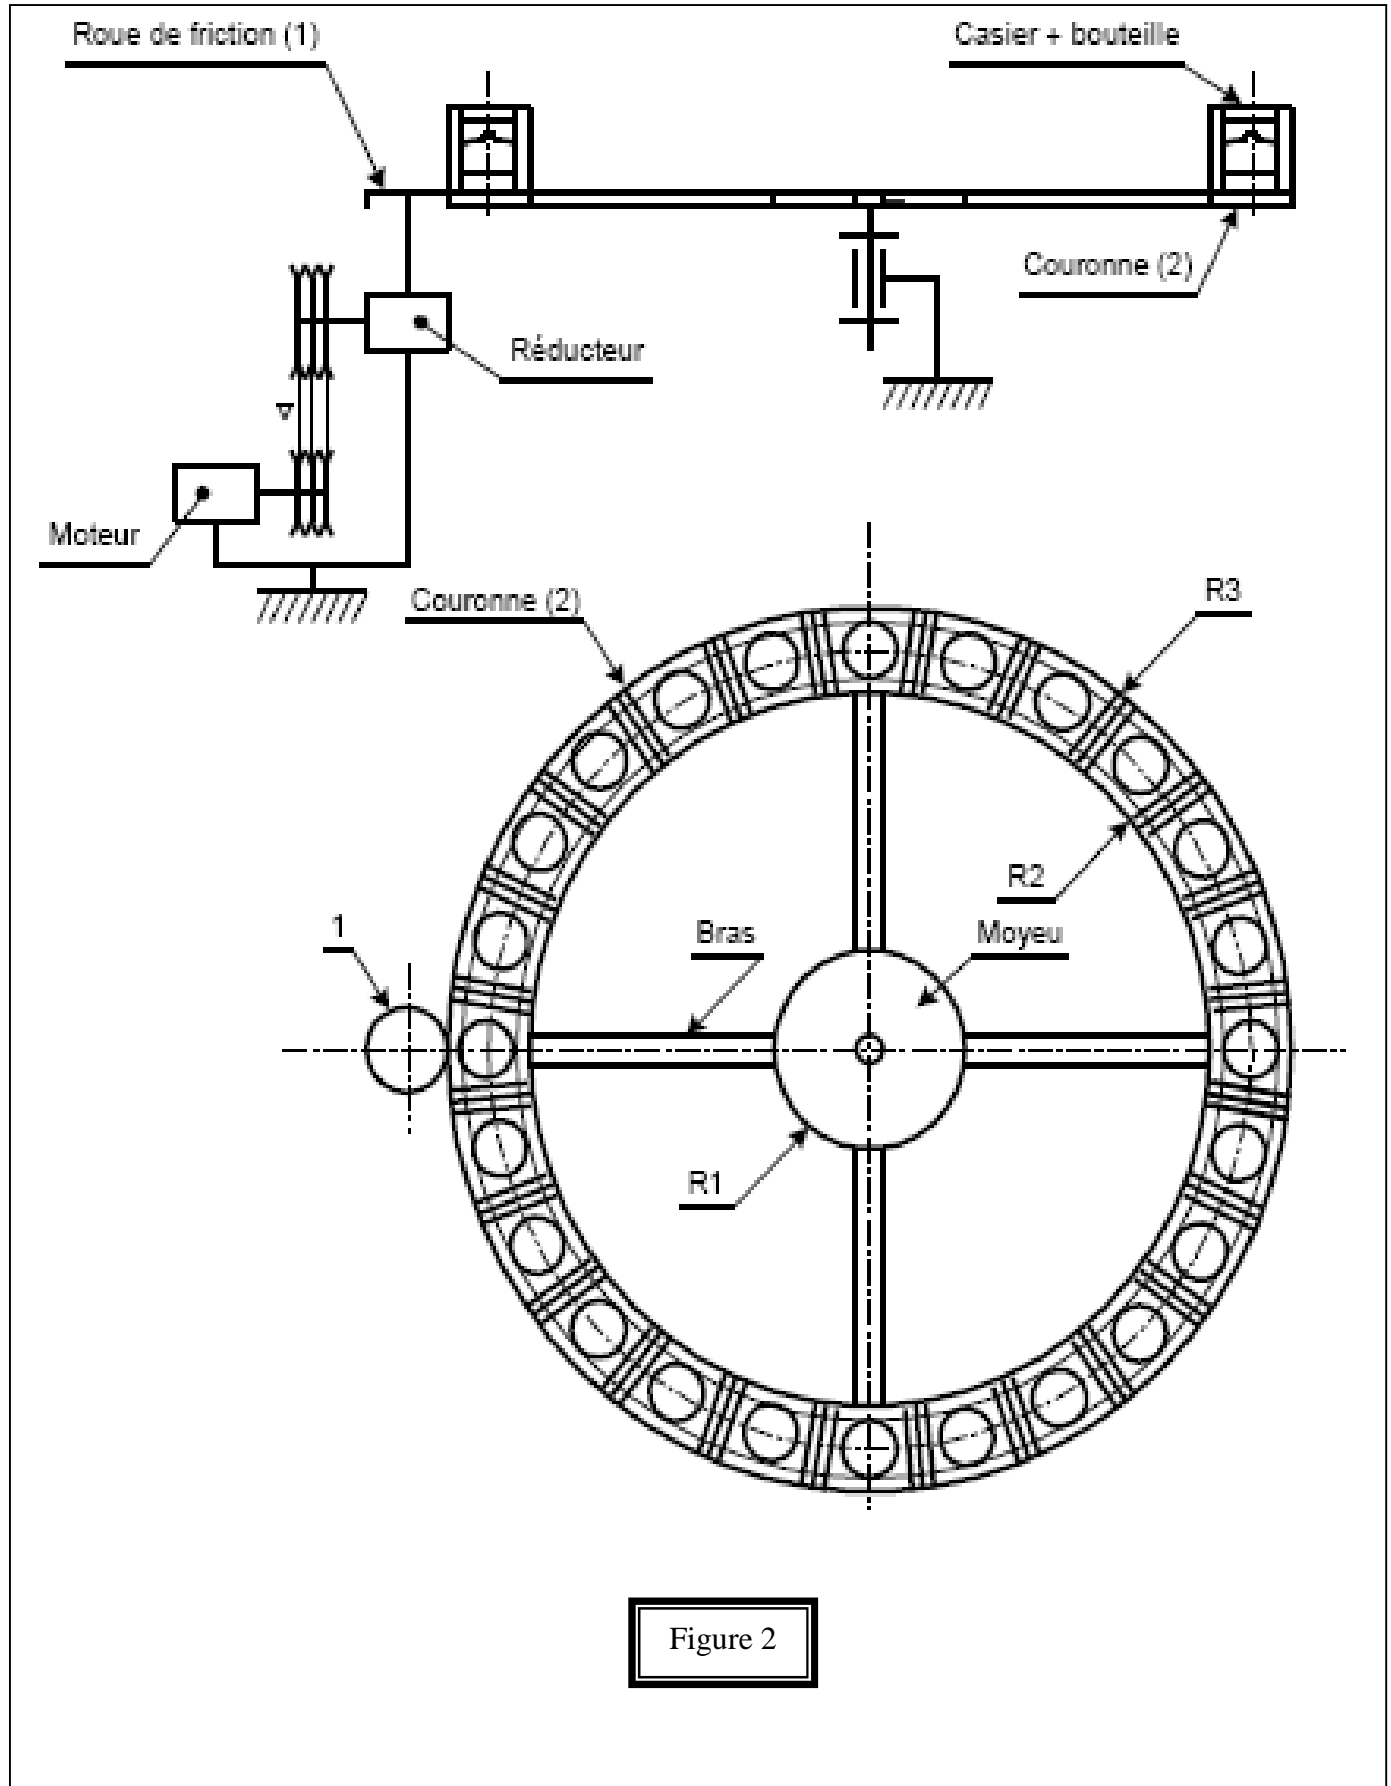 Roue de friction (1)
Casier + bouteille
Couronne (2)
Réducteur
Moteur
Couronne (2)
R3
R2
1
Bras
Moyeu
R1
Figure 2